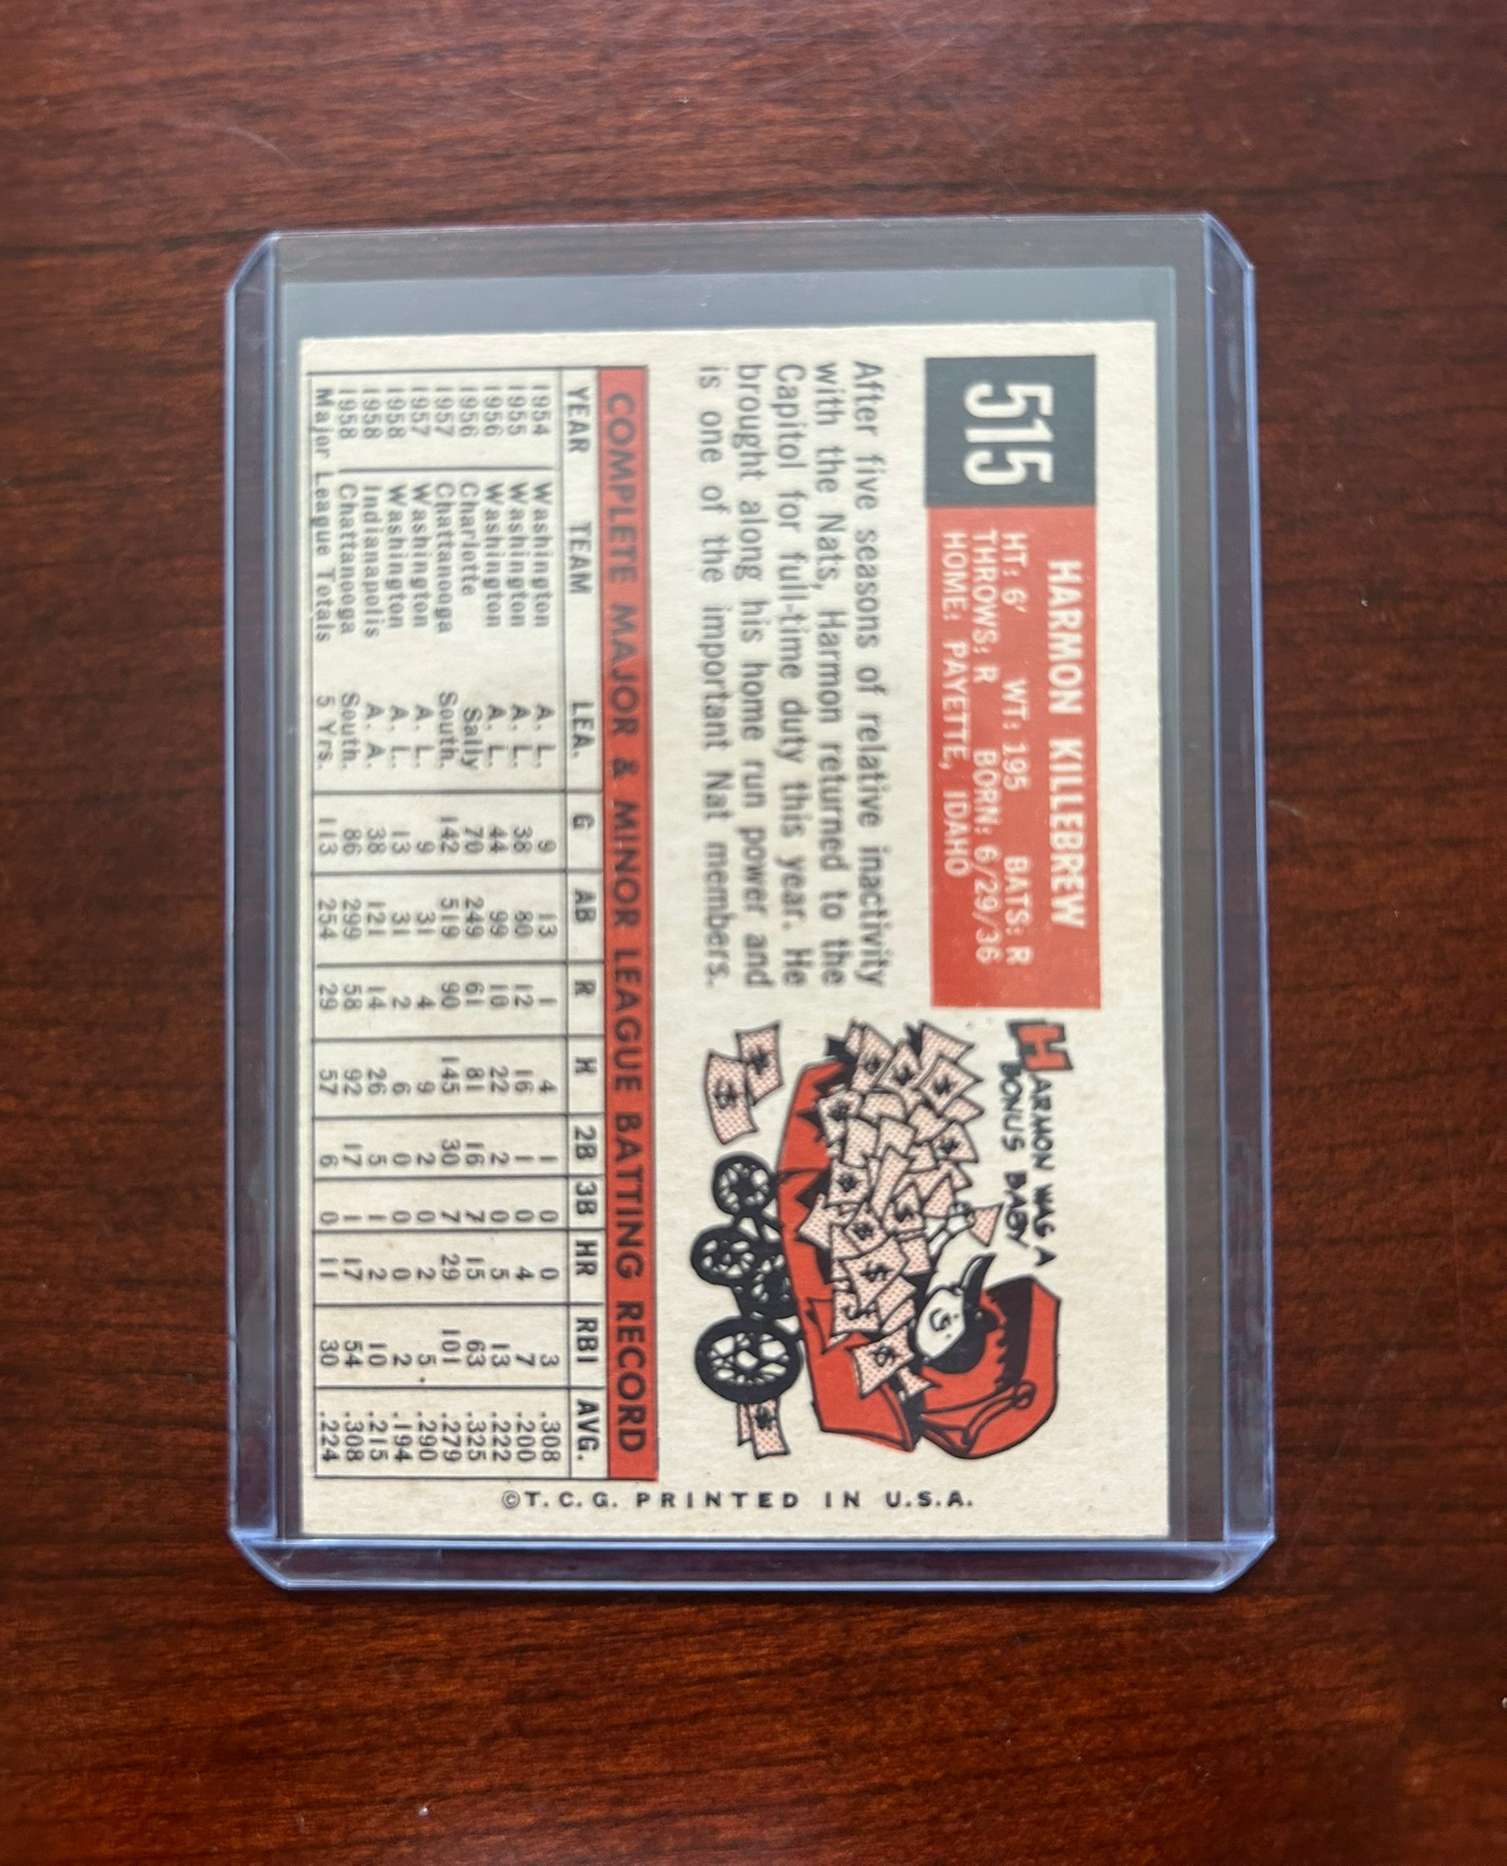 515
HARMON KILLEBREW
HT: 6' WT: 195 BATS: R
THROWS: R BORN: 6/29/36
HOME: PAYETTE, IDAHO
After five seasons of relative inactivity
with the Nats, Harmon returned to the
Capitol for full-time duty this year. He
brought along his home run power and
is one of the important Nat members.
HARMON WAS A
BONUS BABY
COMPLETE MAJOR & MINOR LEAGUE BATTING RECORD
YEAR TEAM LEA. G AB R H 2B 3B HR RBI AVG.
1954 Washington A. L. 9 13 1 4 1 0 0 3 .308
1955 Washington A. L. 38 80 12 16 1 0 4 7 .200
1956 Washington A. L. 44 99 10 22 2 0 5 13 .222
1956 Charlotte Sally 70 249 61 81 16 7 15 63 .325
1957 Chattanooga South. 142 519 90 145 30 7 29 101 .279
1957 Washington A. L. 9 31 4 9 2 0 2 5 .290
1958 Washington A. L. 13 31 2 6 0 0 0 2 .194
1958 Indianapolis A. A. 38 121 14 26 5 1 2 10 .215
1958 Chattanooga South. 86 299 58 92 17 1 17 54 .308
Major League Totals 5 Yrs. 113 254 29 57 6 0 11 30 .224
©T. C. G. PRINTED IN U.S.A.